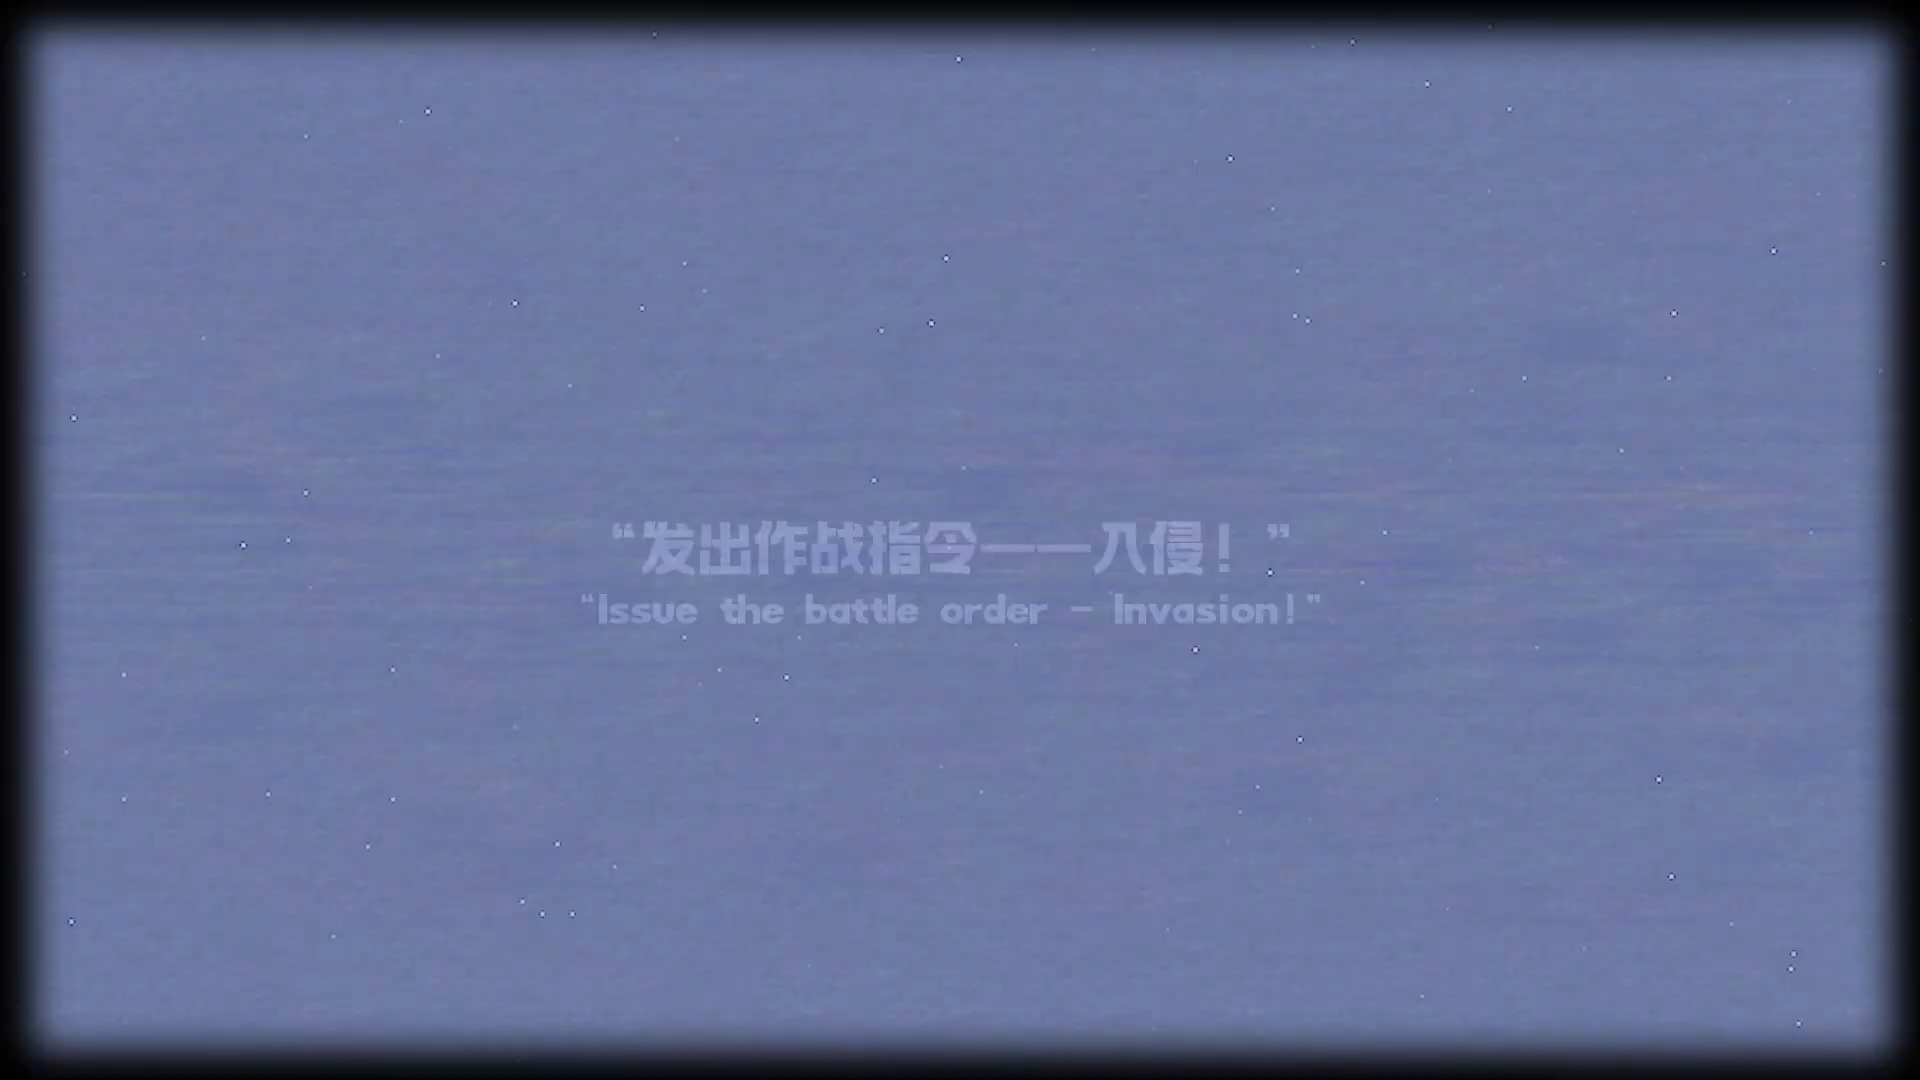 “发出作战指令——入侵！”
“Issue the battle order - Invasion!”